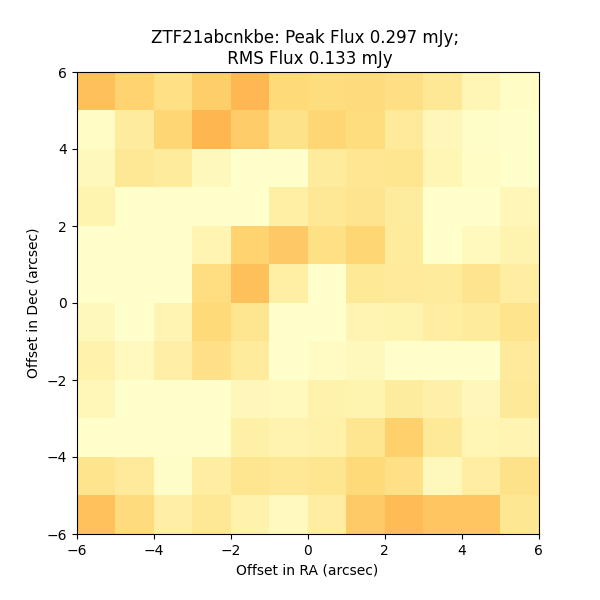 ZTF21abcnkbe: Peak Flux 0.297 mJy;
RMS Flux 0.133 mJy
6
4
2
0
−2
−4
−6
Offset in Dec (arcsec)
−6 −4 −2 0 2 4 6
Offset in RA (arcsec)